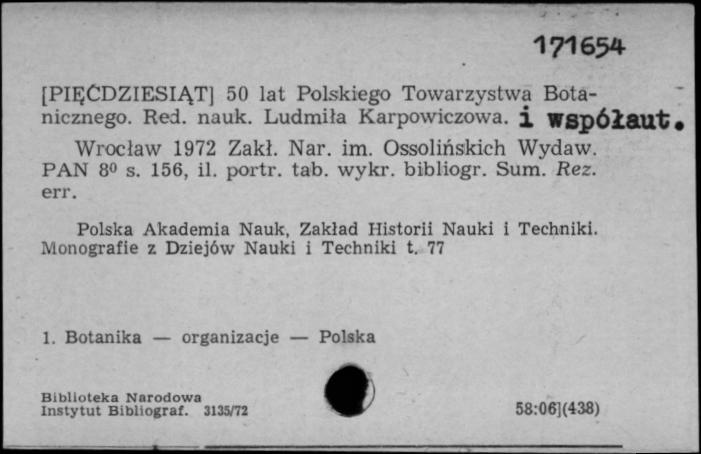 171654
[PIĘĆDZIESIĄT] 50 lat Polskiego Towarzystwa Bota-
nicznego. Red. nauk. Ludmiła Karpowiczowa. i współaut.
Wrocław 1972 Zakł. Nar. im. Ossolińskich Wydaw.
PAN 8⁰ s. 156, il. portr. tab. wykr. bibliogr. Sum. Rez.
err.
Polska Akademia Nauk, Zakład Historii Nauki i Techniki.
Monografie z Dziejów Nauki i Techniki t. 77
1. Botanika — organizacje — Polska
Biblioteka Narodowa
Instytut Bibliograf. 3135/72
58:06](438)